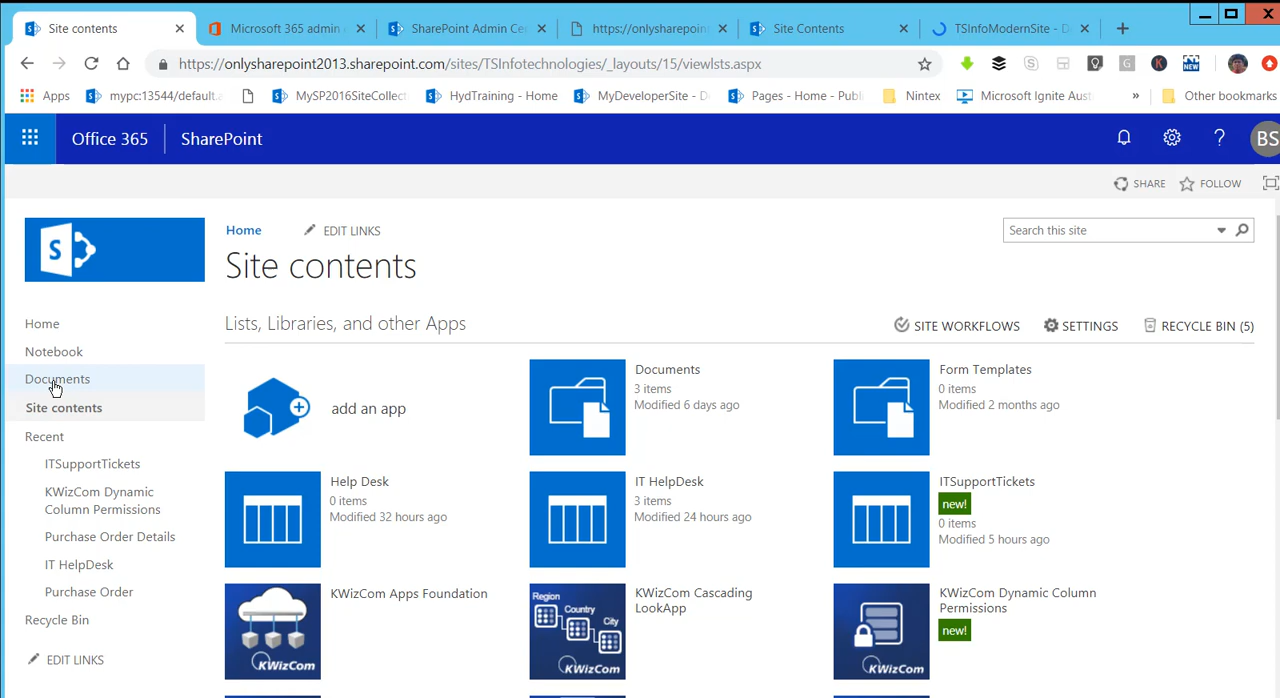 Site contents
Microsoft 365 admin
SharePoint Admin Ce
https://onlysharepoin
Site Contents
TSInfoModernSite - D
https://onlysharepoint2013.sharepoint.com/sites/TSInfotechnologies/_layouts/15/viewlsts.aspx
Apps
mypc:13544/default.a
MySP2016SiteCollect
HydTraining - Home
MyDeveloperSite - D
Pages - Home - Publ
Nintex
Microsoft Ignite Aust
»
Other bookmarks
Office 365
SharePoint
?
BS
SHARE
FOLLOW
S
Home
EDIT LINKS
Search this site
Site contents
Home
Notebook
Documents
Site contents
Recent
ITSupportTickets
KWizCom Dynamic
Column Permissions
Purchase Order Details
IT HelpDesk
Purchase Order
Recycle Bin
EDIT LINKS
Lists, Libraries, and other Apps
SITE WORKFLOWS
SETTINGS
RECYCLE BIN (5)
add an app
Documents
3 items
Modified 6 days ago
Form Templates
0 items
Modified 2 months ago
Help Desk
0 items
Modified 32 hours ago
IT HelpDesk
3 items
Modified 24 hours ago
ITSupportTickets
new!
0 items
Modified 5 hours ago
KWizCom
KWizCom Apps Foundation
Region
Country
City
KWizCom
KWizCom Cascading
LookApp
KWizCom
KWizCom Dynamic Column
Permissions
new!